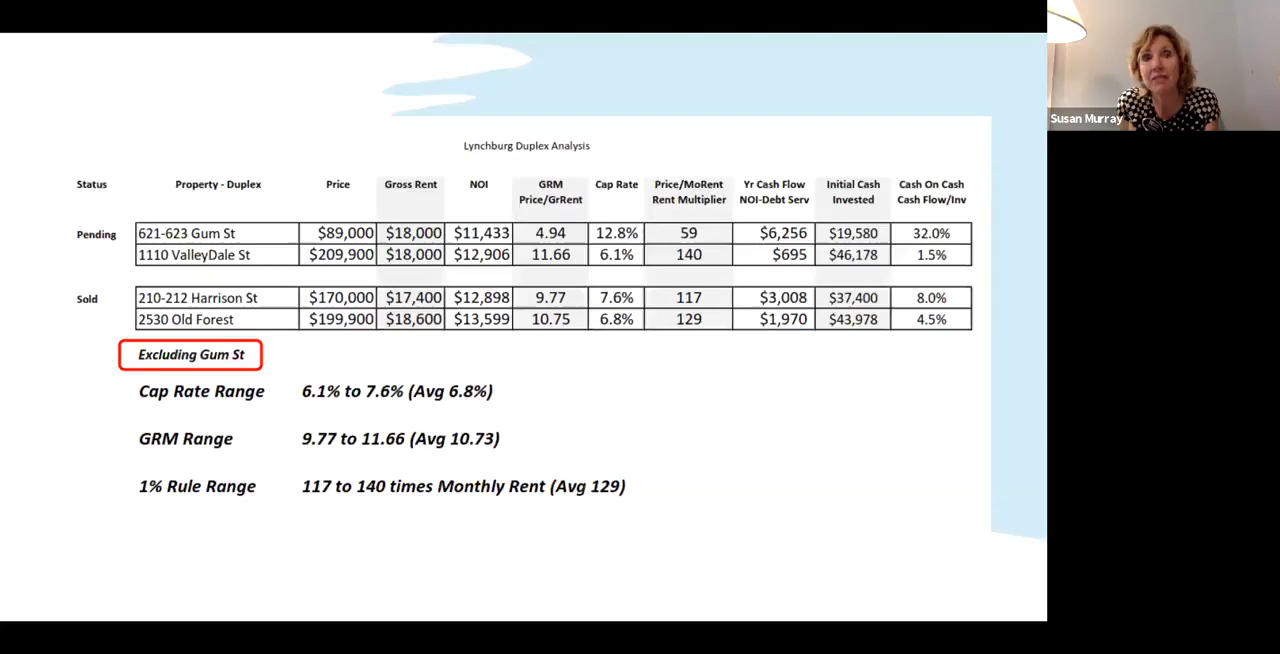 Susan Murray
Lynchburg Duplex Analysis
Status Property - Duplex Price Gross Rent NOI GRM Cap Rate Price/MoRent Yr Cash Flow Initial Cash Cash On Cash
Price/GrRent Rent Multiplier NOI-Debt Serv Invested Cash Flow/Inv
Pending 621-623 Gum St $89,000 $18,000 $11,433 4.94 12.8% 59 $6,256 $19,580 32.0%
1110 ValleyDale St $209,900 $18,000 $12,906 11.66 6.1% 140 $695 $46,178 1.5%
Sold 210-212 Harrison St $170,000 $17,400 $12,898 9.77 7.6% 117 $3,008 $37,400 8.0%
2530 Old Forest $199,900 $18,600 $13,599 10.75 6.8% 129 $1,970 $43,978 4.5%
Excluding Gum St
Cap Rate Range 6.1% to 7.6% (Avg 6.8%)
GRM Range 9.77 to 11.66 (Avg 10.73)
1% Rule Range 117 to 140 times Monthly Rent (Avg 129)